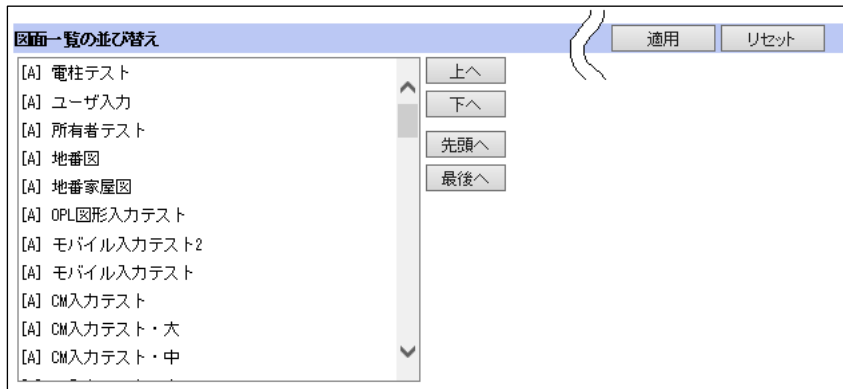 図面一覧の並び替え
適用
リセット
[A] 電柱テスト
[A] ユーザ入力
[A] 所有者テスト
[A] 地番図
[A] 地番家屋図
[A] OPL図形入力テスト
[A] モバイル入力テスト2
[A] モバイル入力テスト
[A] CM入力テスト
[A] CM入力テスト・大
[A] CM入力テスト・中
上へ
下へ
先頭へ
最後へ